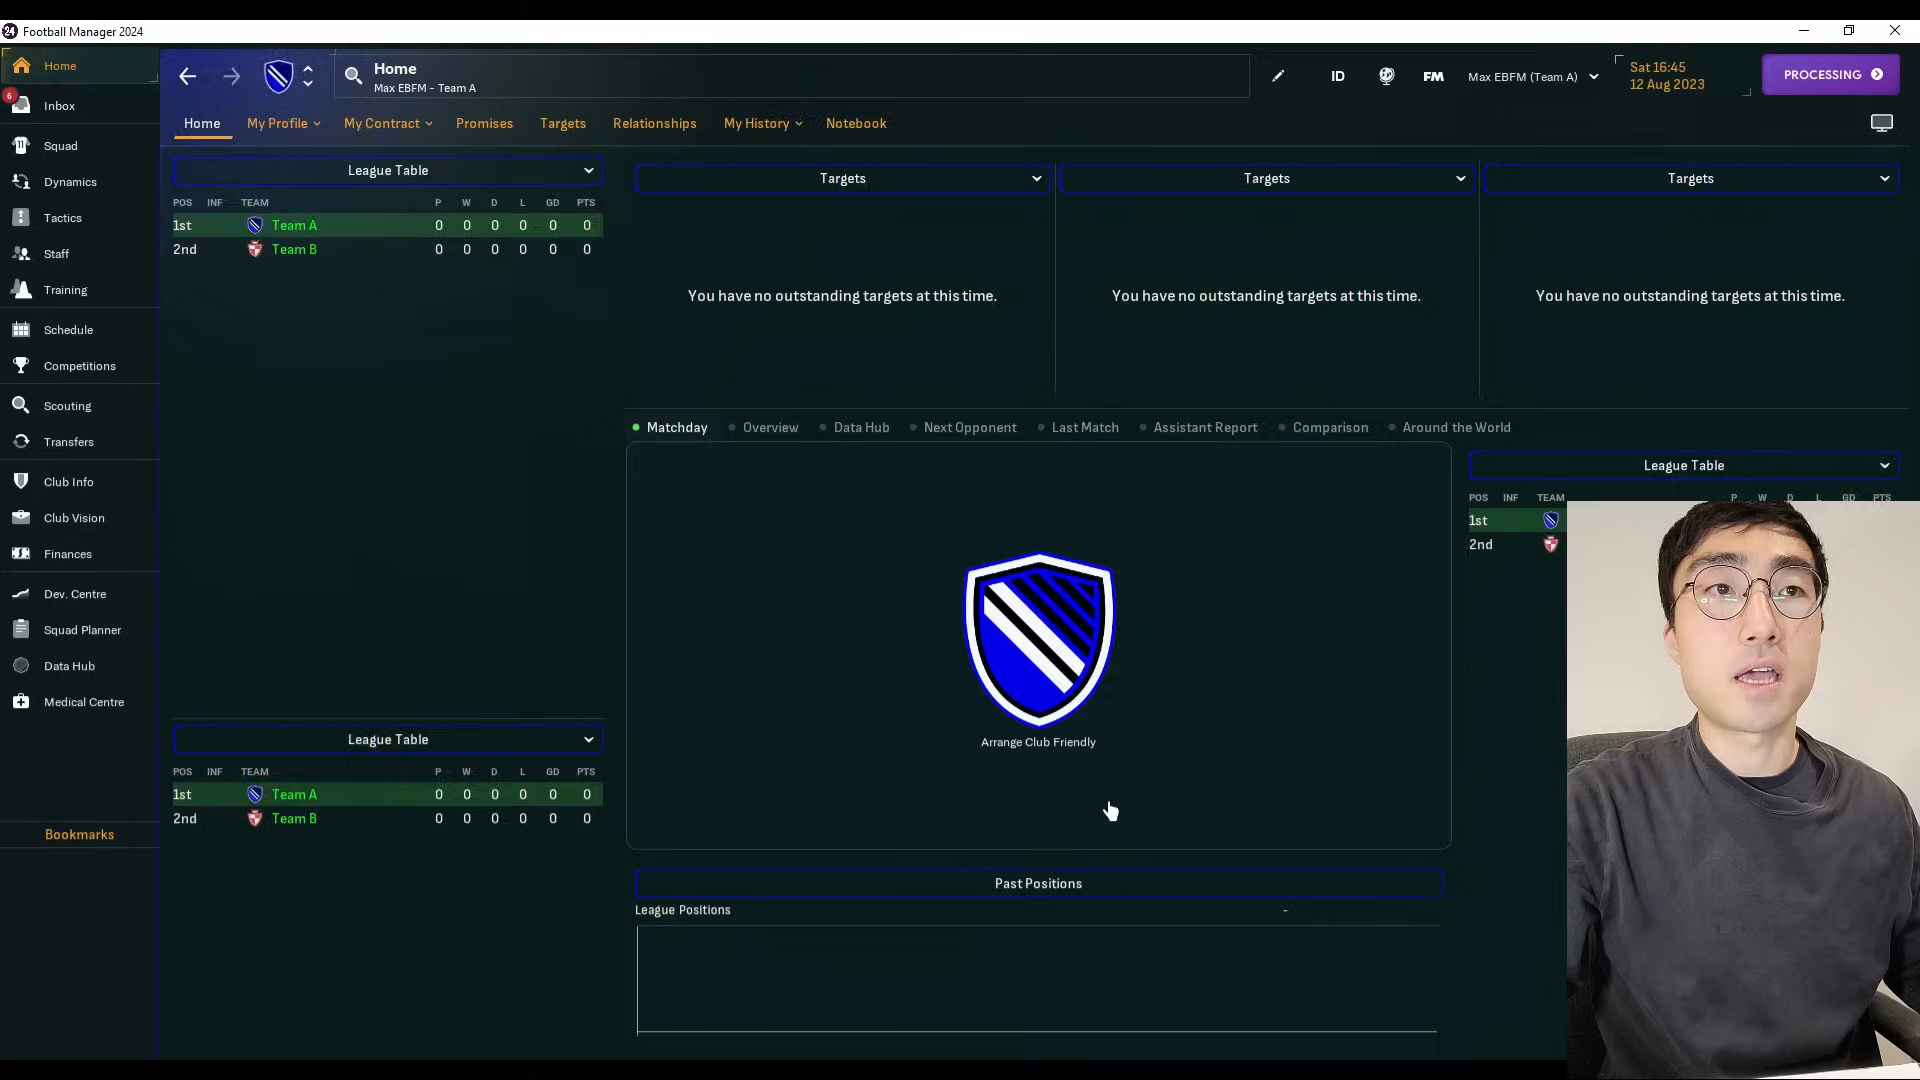 24 Football Manager 2024
Home
Inbox
6
Squad
Dynamics
Tactics
Staff
Training
Schedule
Competitions
Scouting
Transfers
Club Info
Club Vision
Finances
Dev. Centre
Squad Planner
Data Hub
Medical Centre
Bookmarks
Home
Max EBFM - Team A
ID
FM
Max EBFM (Team A)
Sat 16:45
12 Aug 2023
PROCESSING
Home My Profile My Contract Promises Targets Relationships My History Notebook
League Table
POS INF TEAM P W D L GD PTS
1st Team A 0 0 0 0 0 0
2nd Team B 0 0 0 0 0 0
Targets
You have no outstanding targets at this time.
Targets
You have no outstanding targets at this time.
Targets
You have no outstanding targets at this time.
Matchday Overview Data Hub Next Opponent Last Match Assistant Report Comparison Around the World
Arrange Club Friendly
League Table
POS INF TEAM P W D L GD PTS
1st
2nd
League Table
POS INF TEAM P W D L GD PTS
1st Team A 0 0 0 0 0 0
2nd Team B 0 0 0 0 0 0
Past Positions
League Positions -